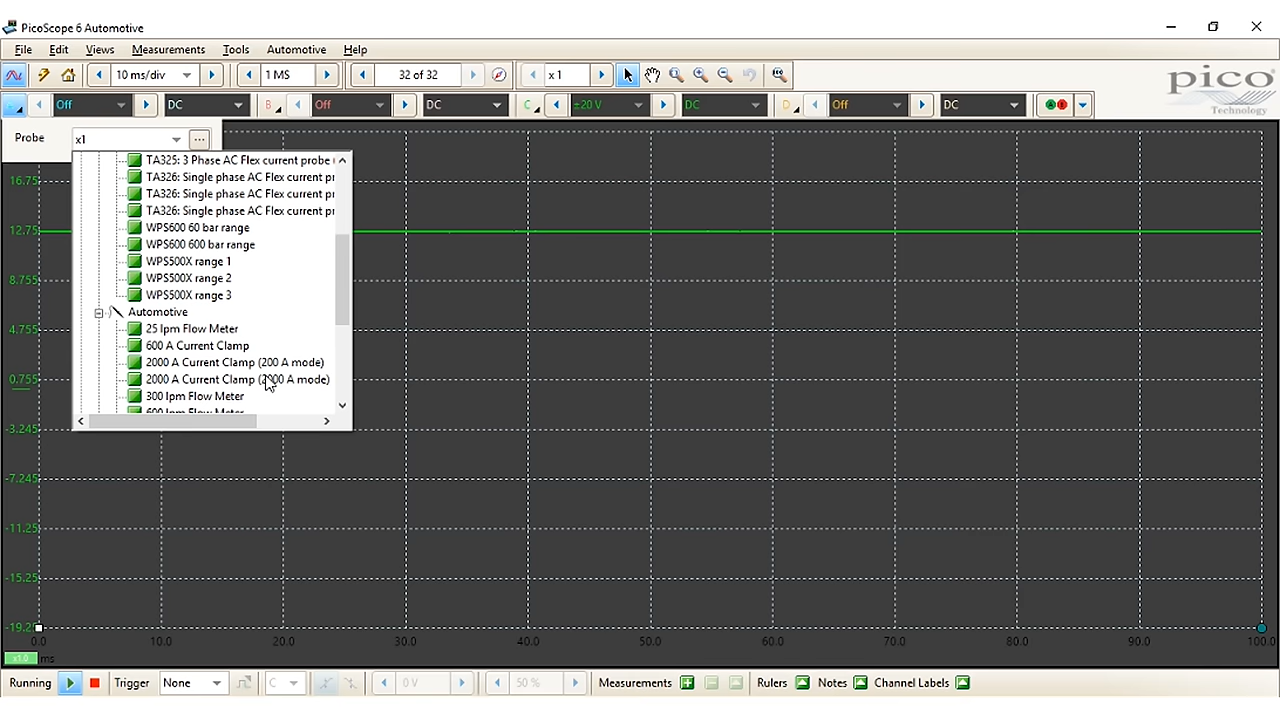 PicoScope 6 Automotive
File Edit Views Measurements Tools Automotive Help
10 ms/div 1 MS 32 of 32 x 1
pico
Technology
Off DC B Off DC C ±20 V DC D Off DC
Probe x1 ...
TA325: 3 Phase AC Flex current probe (
TA326: Single phase AC Flex current pr
TA326: Single phase AC Flex current pr
TA326: Single phase AC Flex current pr
WPS600 60 bar range
WPS600 600 bar range
WPS500X range 1
WPS500X range 2
WPS500X range 3
Automotive
25 lpm Flow Meter
600 A Current Clamp
2000 A Current Clamp (200 A mode)
2000 A Current Clamp (2000 A mode)
300 lpm Flow Meter
600 lpm Flow Meter
16.75
12.75
8.755
4.755
0.755
-3.245
-7.245
-11.25
-15.25
-19.2
0.0 10.0 20.0 30.0 40.0 50.0 60.0 70.0 80.0 90.0 100.0
x1.0 ms
Running Trigger None C 0 V 50 % Measurements Rulers Notes Channel Labels